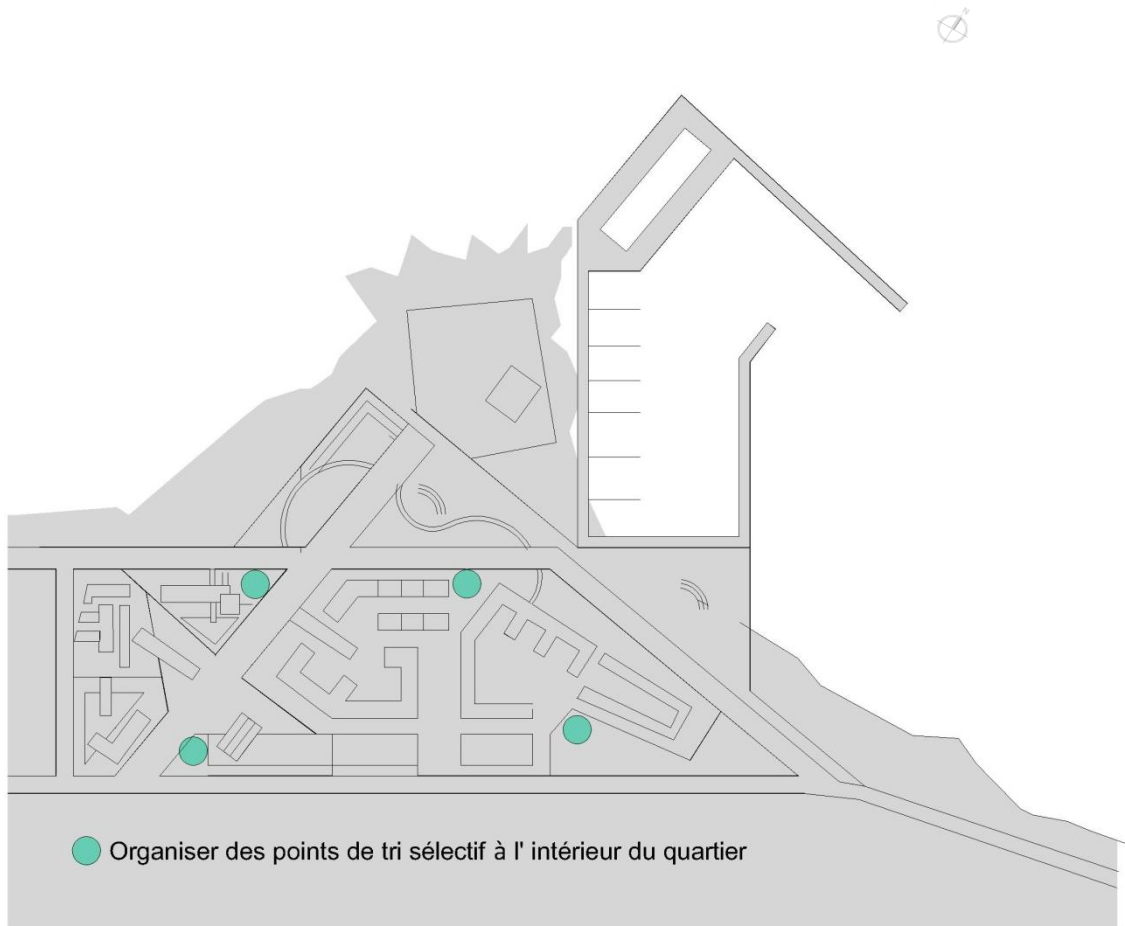 N
Organiser des points de tri sélectif à l' intérieur du quartier